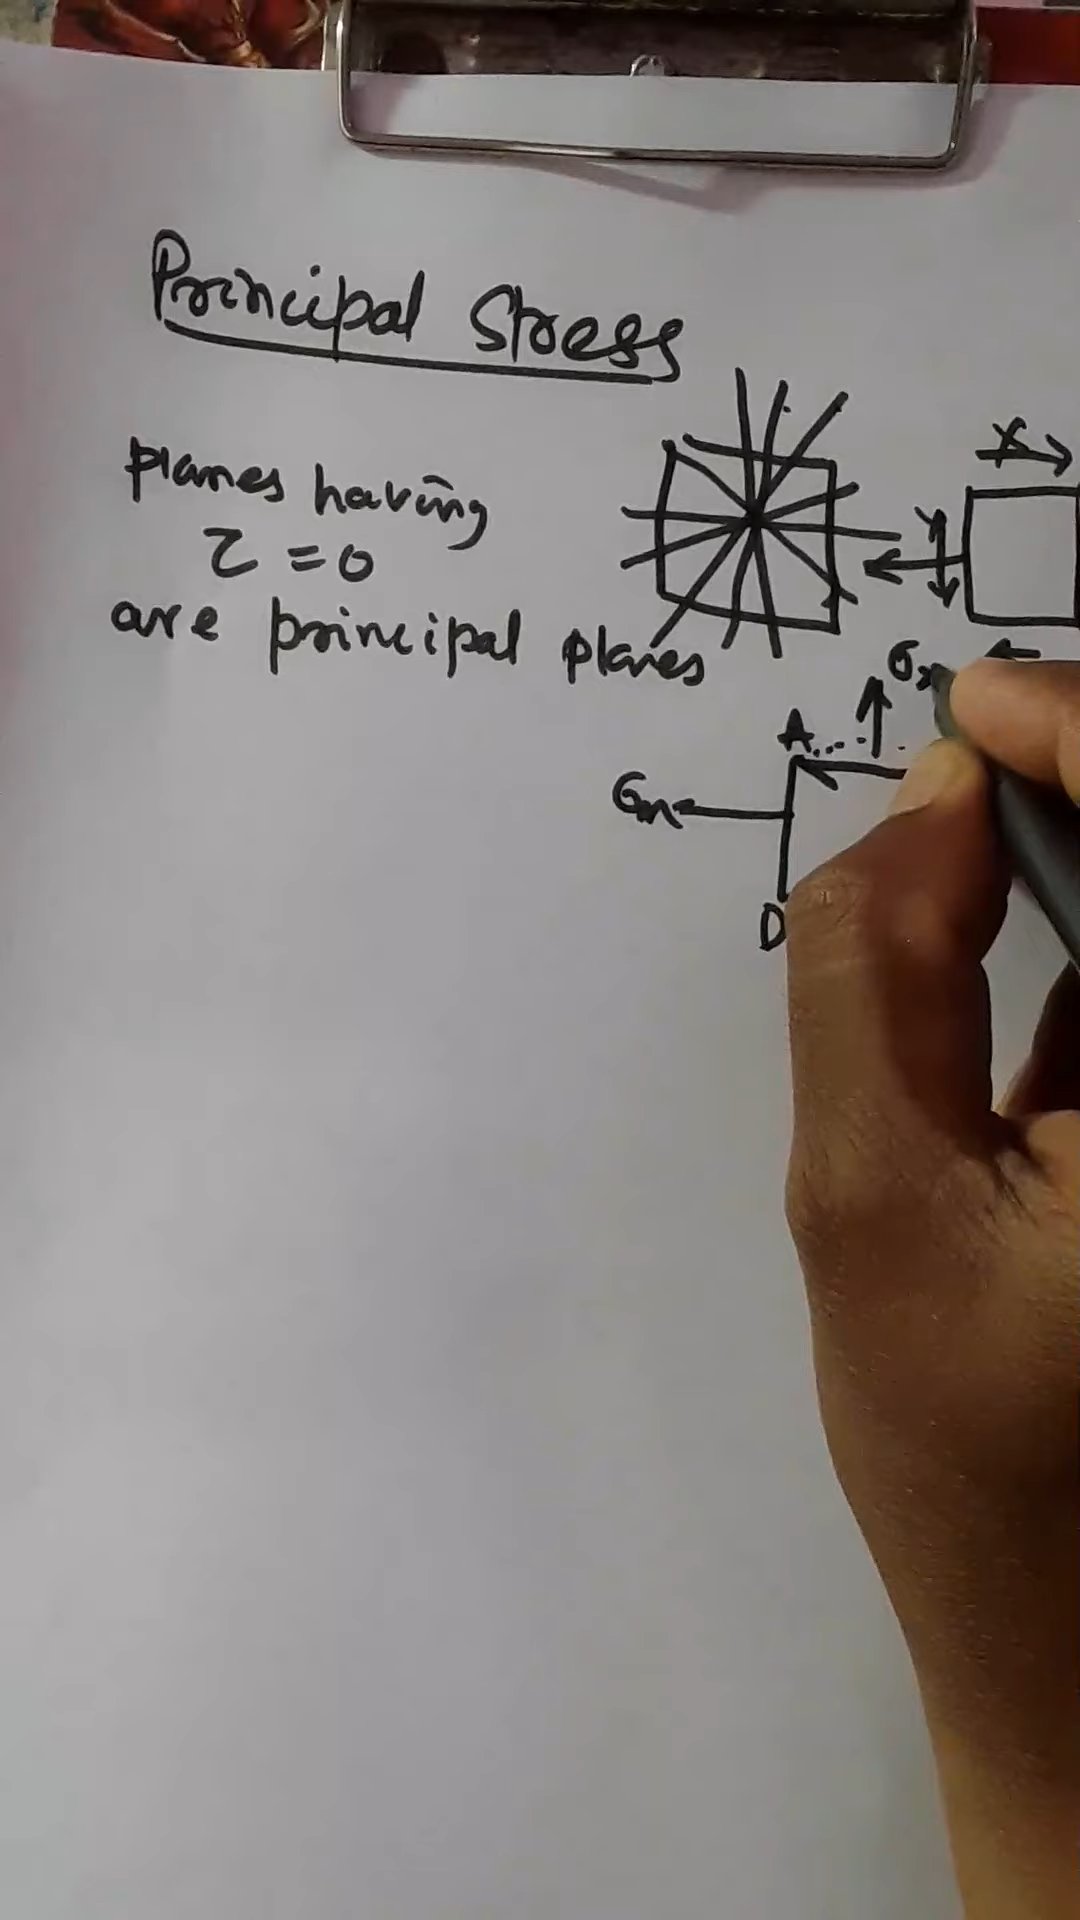 Principal Stress
planes having
τ = 0
are principal planes
X
Y
σx
A
σn
D